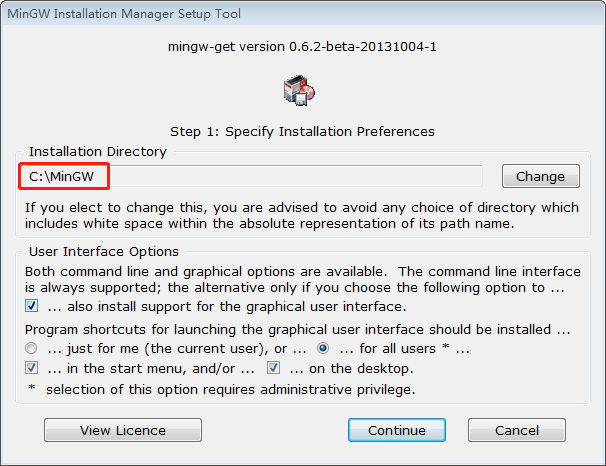 MinGW Installation Manager Setup Tool
mingw-get version 0.6.2-beta-20131004-1
Step 1: Specify Installation Preferences
Installation Directory
C:\MinGW
Change
If you elect to change this, you are advised to avoid any choice of directory which
includes white space within the absolute representation of its path name.
User Interface Options
Both command line and graphical options are available.  The command line interface
is always supported; the alternative only if you choose the following option to ...
... also install support for the graphical user interface.
Program shortcuts for launching the graphical user interface should be installed ...
... just for me (the current user), or ... ... for all users * ...
... in the start menu, and/or ... ... on the desktop.
* selection of this option requires administrative privilege.
View Licence Continue Cancel